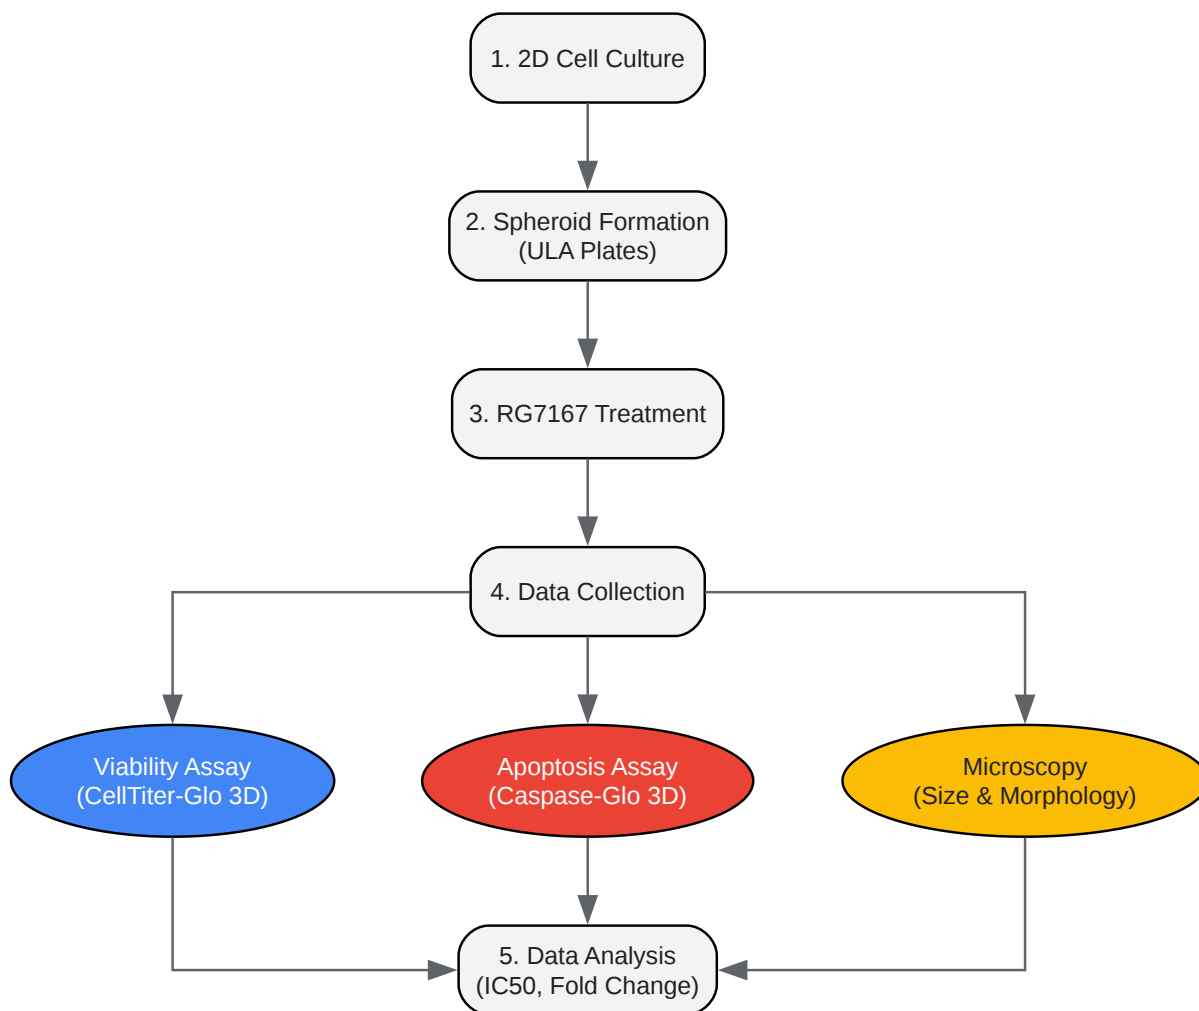 1. 2D Cell Culture
2. Spheroid Formation
(ULA Plates)
3. RG7167 Treatment
4. Data Collection
Viability Assay
(CellTiter-Glo 3D)
Apoptosis Assay
(Caspase-Glo 3D)
Microscopy
(Size & Morphology)
5. Data Analysis
(IC50, Fold Change)